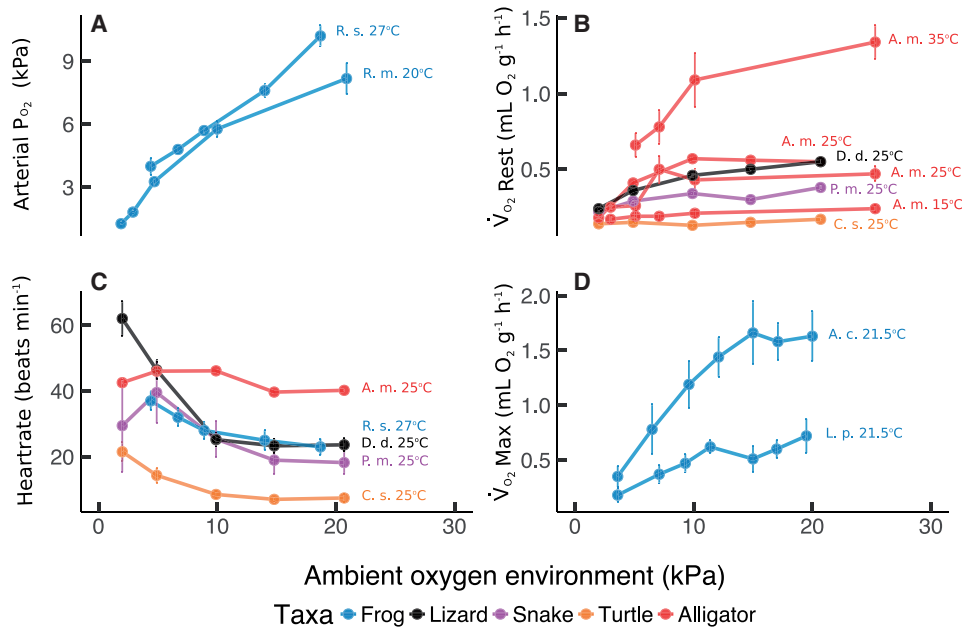 A
Arterial P O₂ (kPa)
9
6
3
R. s. 27°C
R. m. 20°C
B
V̇ O₂ Rest (mL O₂ g⁻¹ h⁻¹)
1.5
1.0
0.5
A. m. 35°C
A. m. 25°C
D. d. 25°C
A. m. 25°C
P. m. 25°C
A. m. 15°C
C. s. 25°C
C
Heartrate (beats min⁻¹)
60
40
20
A. m. 25°C
R. s. 27°C
D. d. 25°C
P. m. 25°C
C. s. 25°C
0 10 20 30
D
V̇ O₂ Max (mL O₂ g⁻¹ h⁻¹)
2.0
1.5
1.0
0.5
A. c. 21.5°C
L. p. 21.5°C
0 10 20 30
Ambient oxygen environment (kPa)
Taxa Frog Lizard Snake Turtle Alligator